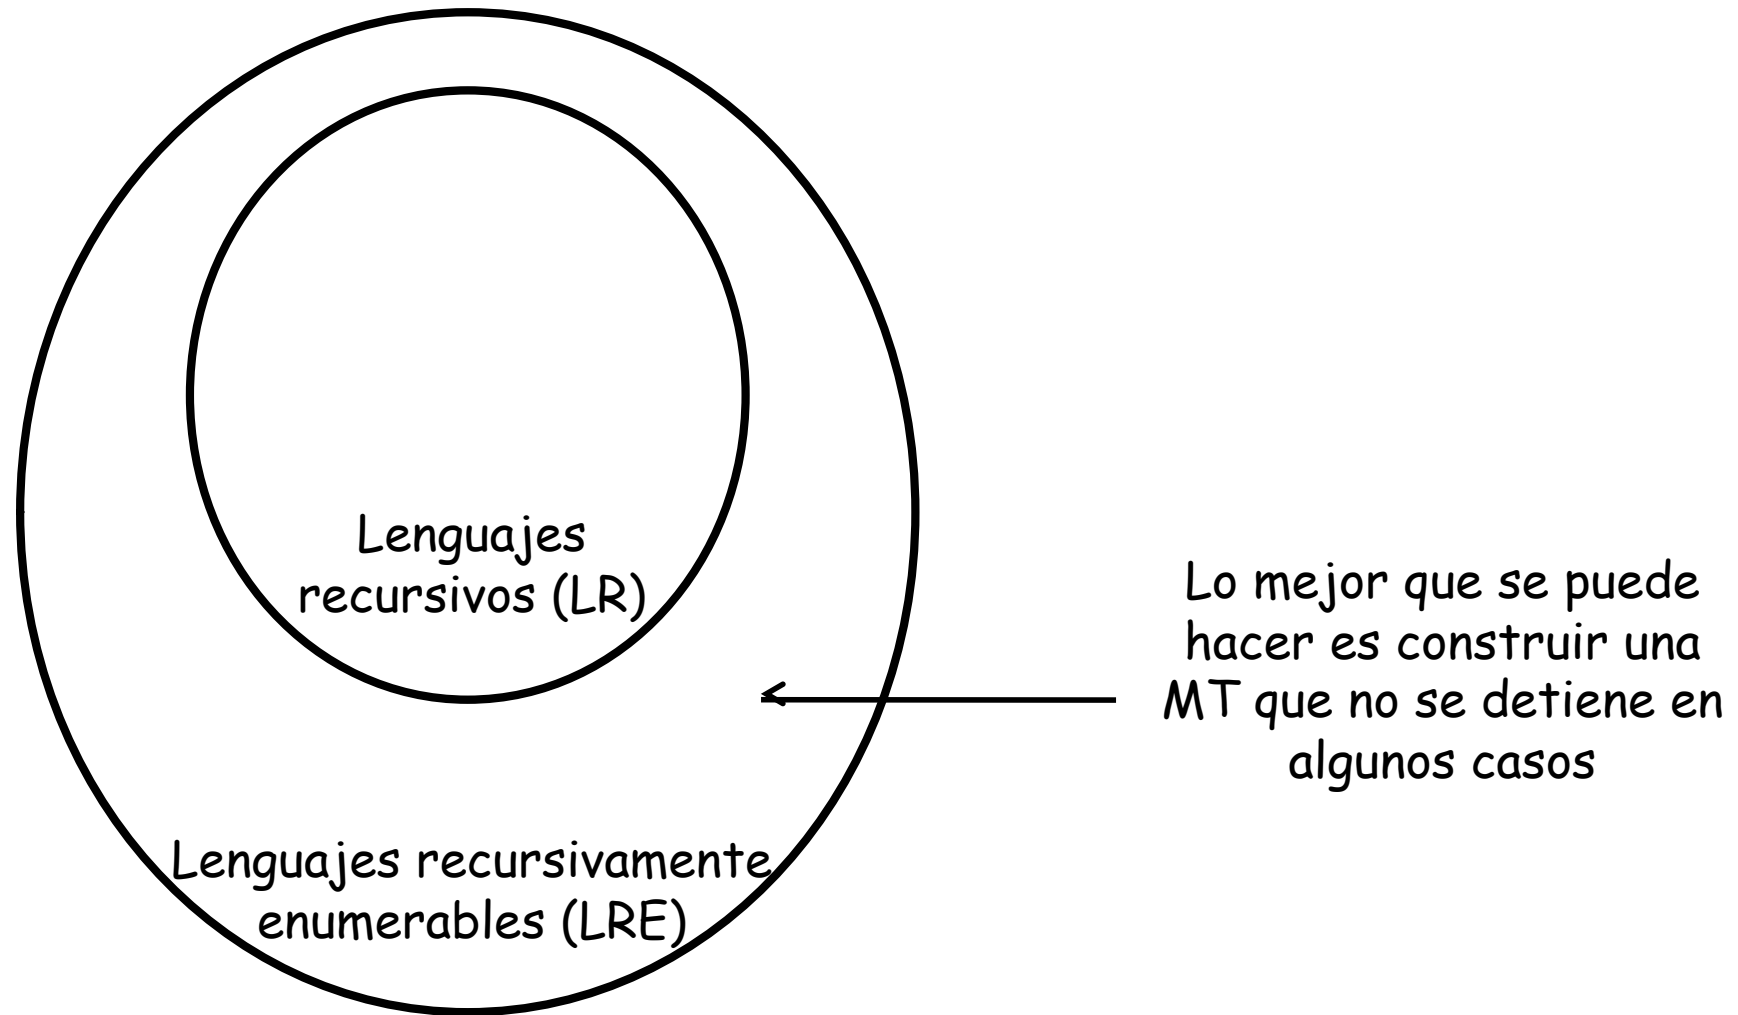 Lenguajes
recursivos (LR)
Lo mejor que se puede
hacer es construir una
MT que no se detiene en
algunos casos
Lenguajes recursivamente
enumerables (LRE)